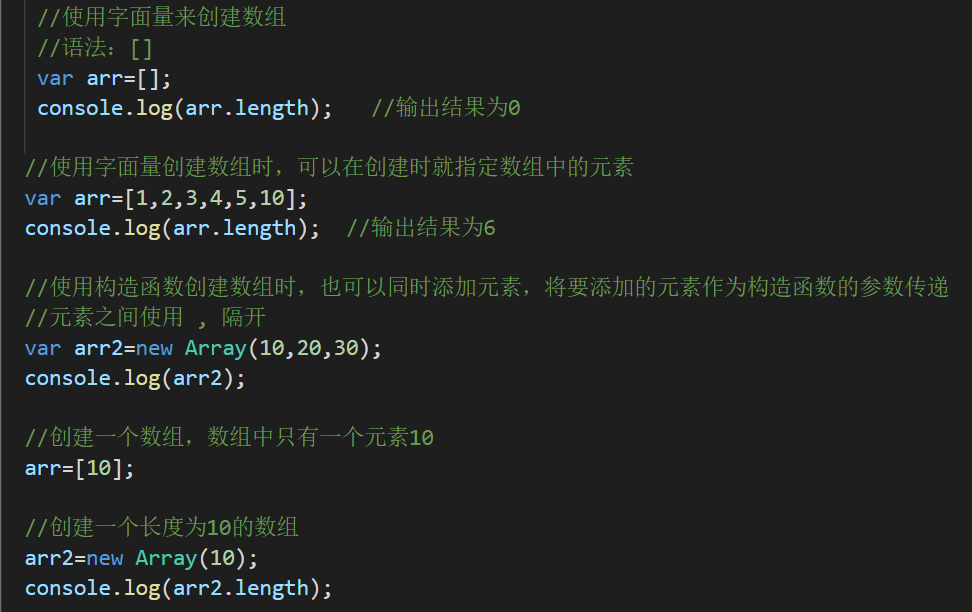 //使用字面量来创建数组
//语法：[]
var arr=[];
console.log(arr.length);   //输出结果为0
//使用字面量创建数组时，可以在创建时就指定数组中的元素
var arr=[1,2,3,4,5,10];
console.log(arr.length);  //输出结果为6
//使用构造函数创建数组时，也可以同时添加元素，将要添加的元素作为构造函数的参数传递
//元素之间使用 , 隔开
var arr2=new Array(10,20,30);
console.log(arr2);
//创建一个数组，数组中只有一个元素10
arr=[10];
//创建一个长度为10的数组
arr2=new Array(10);
console.log(arr2.length);